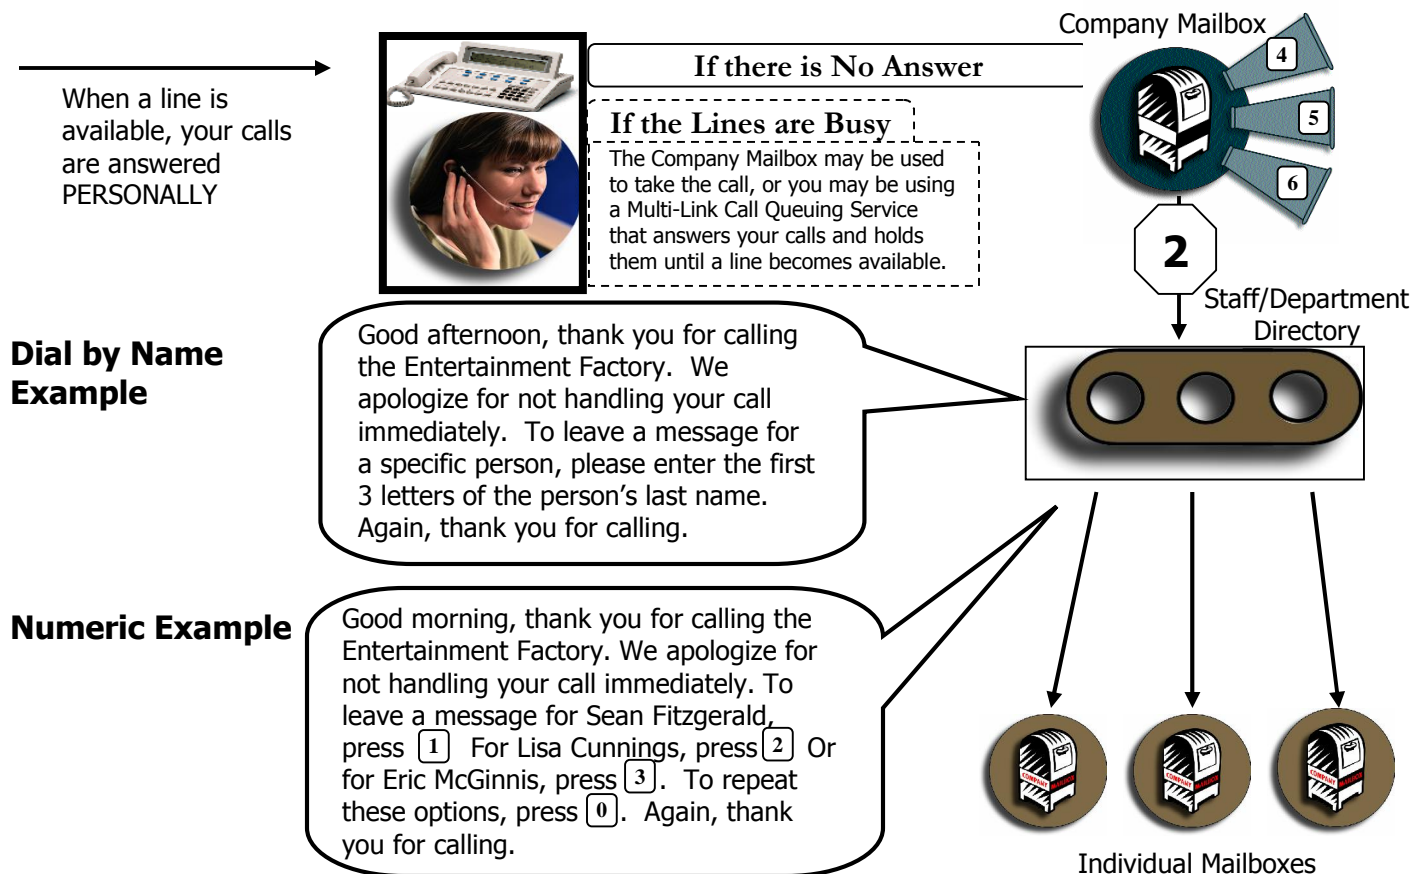 Company Mailbox
4
5
6
When a line is
available, your calls
are answered
PERSONALLY
If there is No Answer
If the Lines are Busy
The Company Mailbox may be used
to take the call, or you may be using
a Multi-Link Call Queuing Service
that answers your calls and holds
them until a line becomes available.
2
Staff/Department
Directory
Dial by Name
Example
Good afternoon, thank you for calling
the Entertainment Factory. We
apologize for not handling your call
immediately. To leave a message for
a specific person, please enter the first
3 letters of the person's last name.
Again, thank you for calling.
Numeric Example
Good morning, thank you for calling the
Entertainment Factory. We apologize for
not handling your call immediately. To
leave a message for Sean Fitzgerald,
press 1 For Lisa Cunnings, press 2 Or
for Eric McGinnis, press 3. To repeat
these options, press 0. Again, thank
you for calling.
COMPANY MAILBOX
COMPANY MAILBOX
COMPANY MAILBOX
Individual Mailboxes